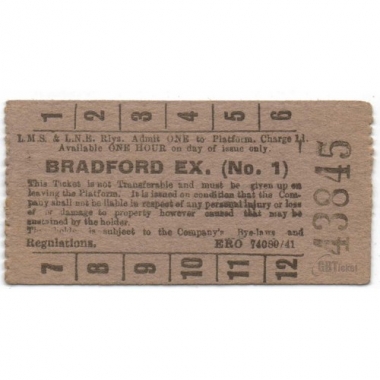 1 2 3 4 5 6
L.M.S. & L.N.E. Rlys. Admit ONE to Platform. Charge 1d.
Available ONE HOUR on day of issue only.
BRADFORD EX. (No. 1)
This Ticket is not Transferable and must be given up on
leaving the Platform. It is issued on condition that the Com-
pany shall not be liable in respect of any personal injury or loss
of or damage to property however caused that may be
sustained by the holder.
The holder is subject to the Company's Bye-laws and
Regulations. ERO 74080/41
7 8 9 10 11 12
43845
GBTicket